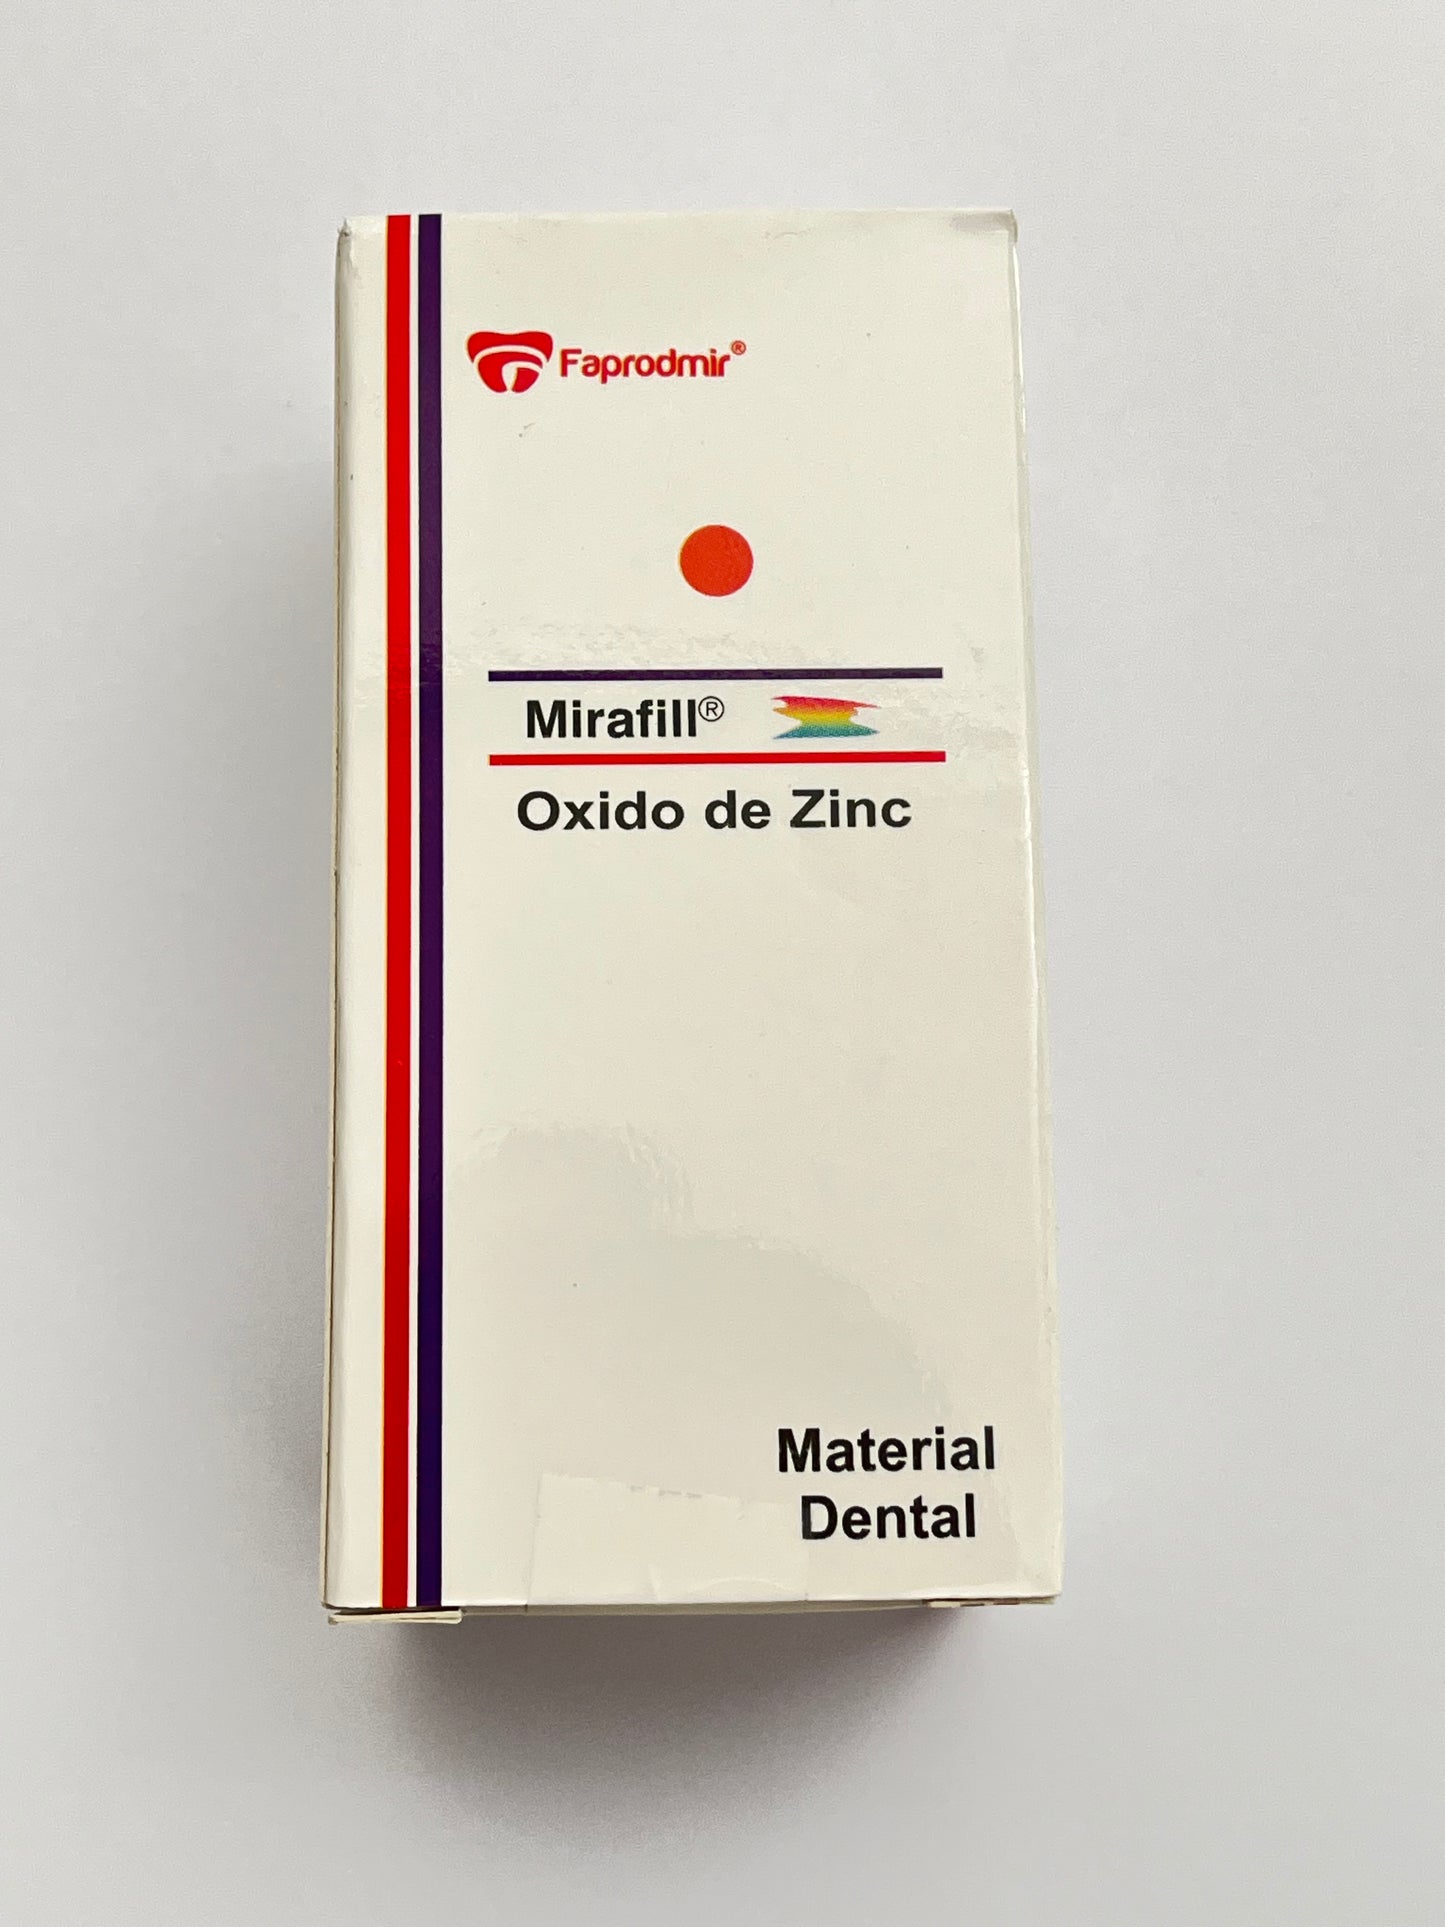 Faprodmir®
Mirafill®
Oxido de Zinc
Material
Dental